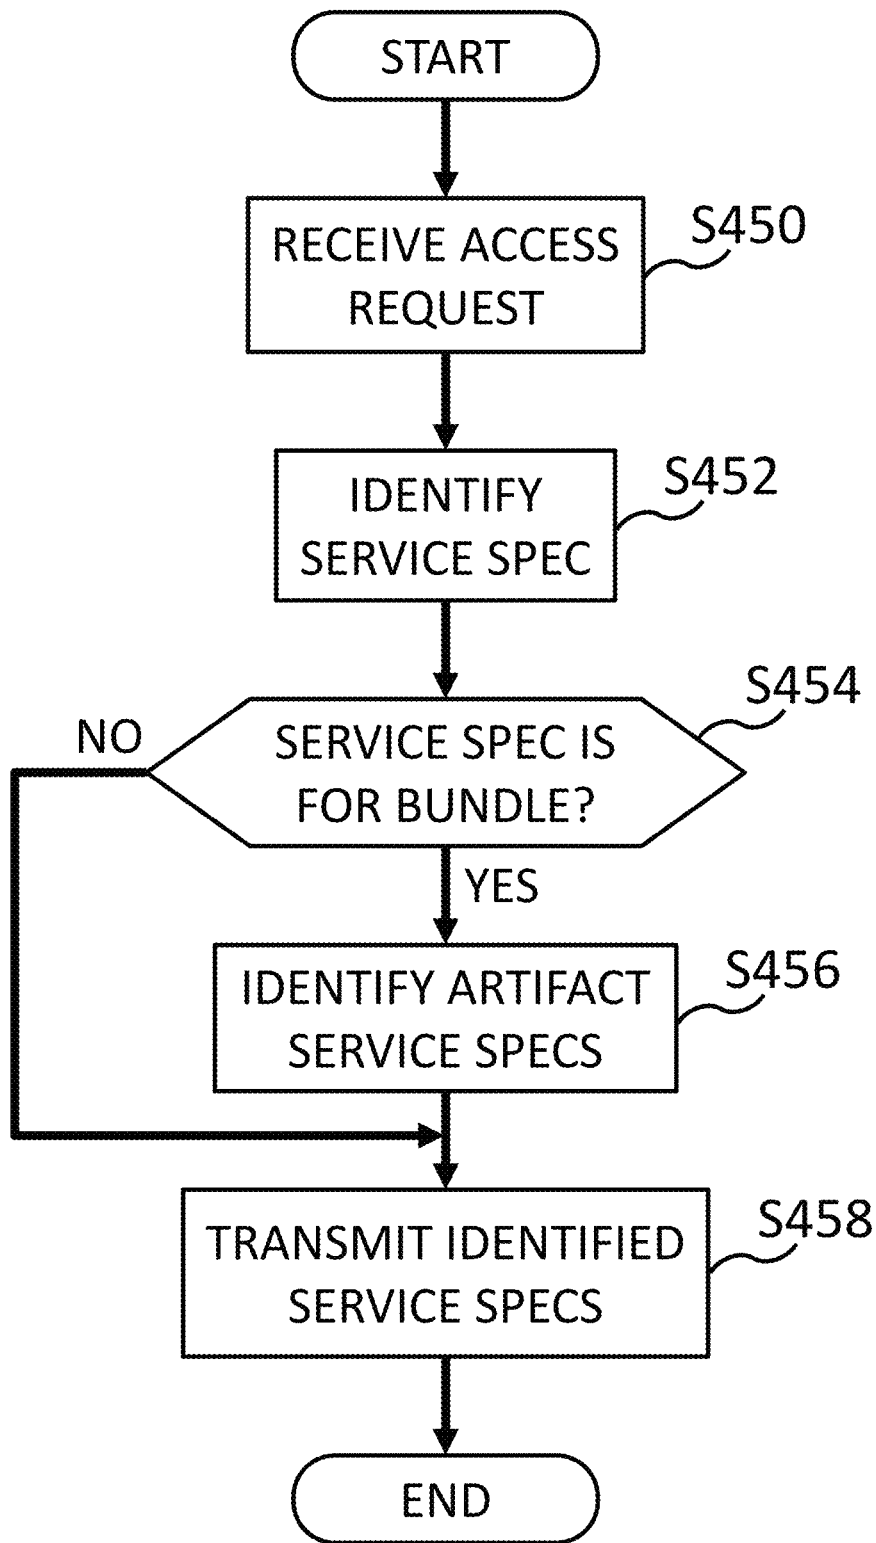 START
RECEIVE ACCESS
REQUEST
S450
IDENTIFY
SERVICE SPEC
S452
SERVICE SPEC IS
FOR BUNDLE?
S454
NO
YES
IDENTIFY ARTIFACT
SERVICE SPECS
S456
TRANSMIT IDENTIFIED
SERVICE SPECS
S458
END